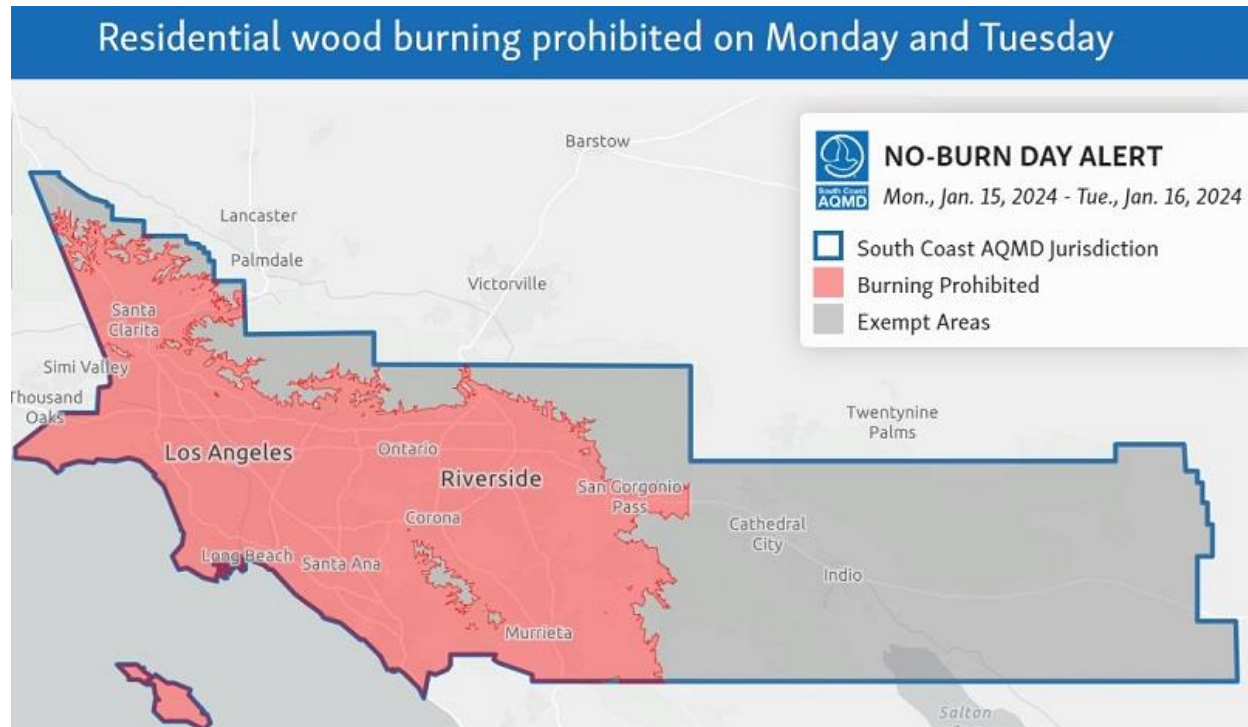 Residential wood burning prohibited on Monday and Tuesday
South Coast
AQMD
NO-BURN DAY ALERT
Mon., Jan. 15, 2024 - Tue., Jan. 16, 2024
South Coast AQMD Jurisdiction
Burning Prohibited
Exempt Areas
Barstow
Lancaster
Palmdale
Victorville
Santa
Clarita
Simi Valley
Thousand
Oaks
Twentynine
Palms
Los Angeles
Ontario
Riverside
San Gorgonio
Pass
Corona
Cathedral
City
Long Beach
Santa Ana
Indio
Murrieta
Salton